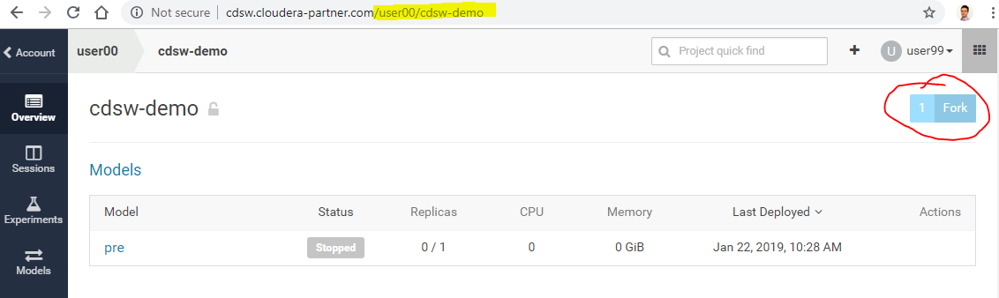 Not secure | cdsw.cloudera-partner.com/user00/cdsw-demo
Account user00 cdsw-demo Project quick find + U user99
Overview
cdsw-demo 1 Fork
Sessions
Models
Experiments
Model Status Replicas CPU Memory Last Deployed Actions
pre Stopped 0 / 1 0 0 GiB Jan 22, 2019, 10:28 AM
Models